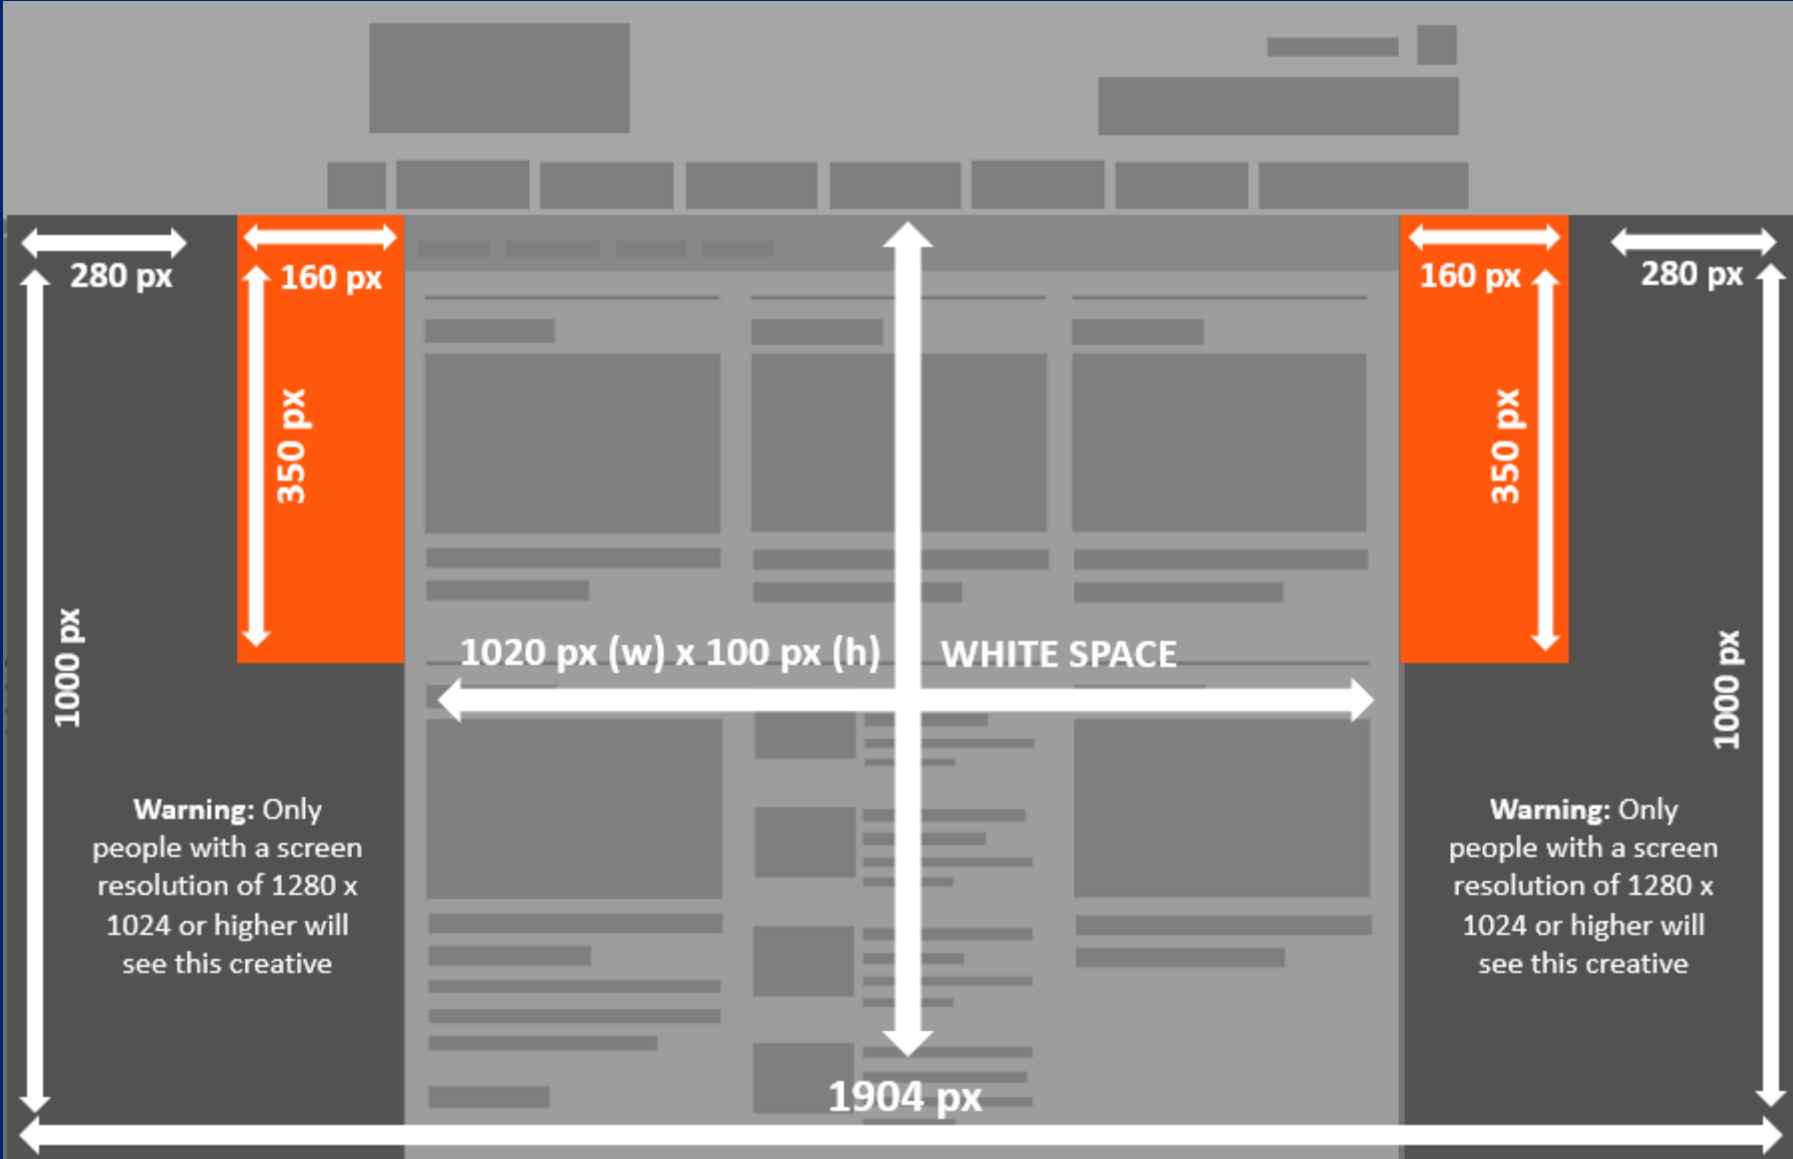 280 px
160 px
350 px
1000 px
Warning: Only
people with a screen
resolution of 1280 x
1024 or higher will
see this creative
1020 px (w) x 100 px (h) WHITE SPACE
1904 px
160 px
280 px
350 px
1000 px
Warning: Only
people with a screen
resolution of 1280 x
1024 or higher will
see this creative